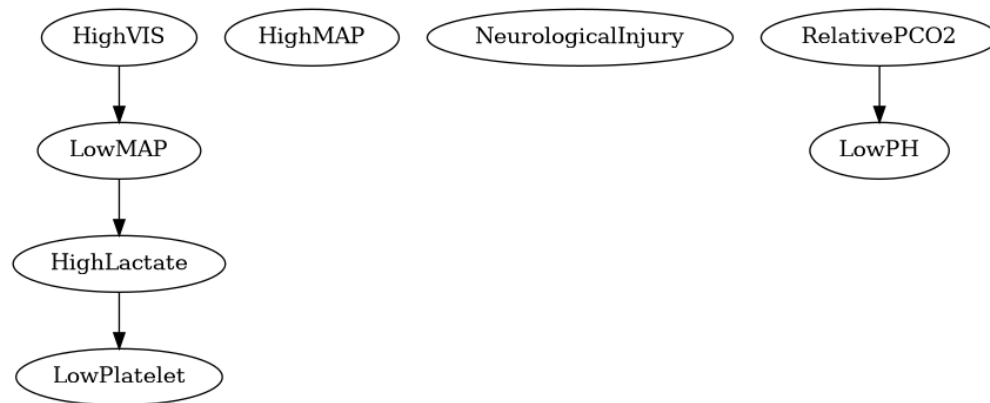 HighVIS
HighMAP
NeurologicalInjury
RelativePCO2
LowMAP
LowPH
HighLactate
LowPlatelet